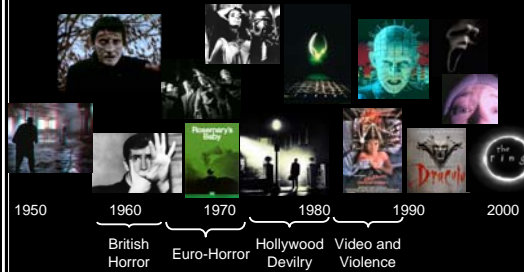 Rosemary's
Baby
Dracula
the
ring
1950
1960
1970
1980
1990
2000
British
Horror
Euro-Horror
Hollywood
Devilry
Video and
Violence